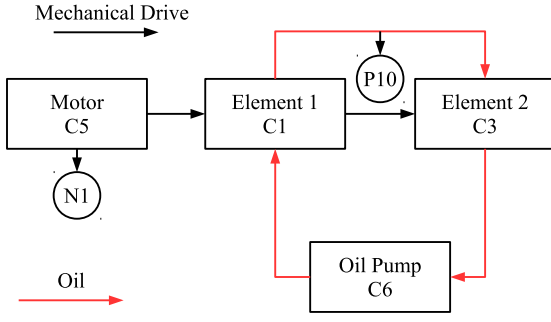 Mechanical Drive
P10
Motor
C5
Element 1
C1
Element 2
C3
N1
Oil
Oil Pump
C6